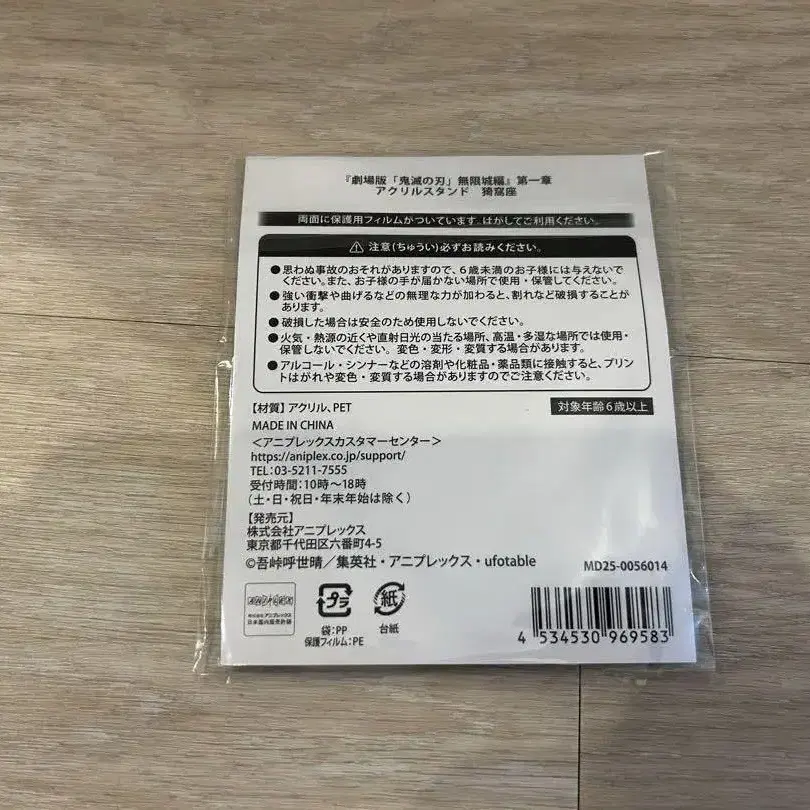 『劇場版「鬼滅の刃」無限城編』第一章
アクリルスタンド 猗窩座
両面に保護用フィルムがついています。はがしてご利用ください。
⚠ 注意(ちゅうい)必ずお読みください。
●思わぬ事故のおそれがありますので、6歳未満のお子様には与えないで
ください。また、お子様の手が届かない場所で使用・保管してください。
●強い衝撃や曲げるなどの無理な力が加わると、割れなど破損することが
あります。
●破損した場合は安全のため使用しないでください。
●火気・熱源の近くや直射日光の当たる場所、高温・多湿な場所では使用・
保管しないでください。変色・変形・変質する場合があります。
●アルコール・シンナーなどの溶剤や化粧品・薬品類に接触すると、プリン
トはがれや変色・変質する場合がありますのでご注意ください。
【材質】アクリル、PET
対象年齢6歳以上
MADE IN CHINA
<アニプレックスカスタマーセンター>
https://aniplex.co.jp/support/
TEL:03-5211-7555
受付時間:10時~18時
(土・日・祝日・年末年始は除く)
【発売元】
株式会社アニプレックス
東京都千代田区六番町4-5
©吾峠呼世晴/集英社・アニプレックス・ufotable
MD25-0056014
株式会社アニプレックス
日本国内販売許諾
プラ
袋:PP
保護フィルム:PE
紙
台紙
4 534530 969583